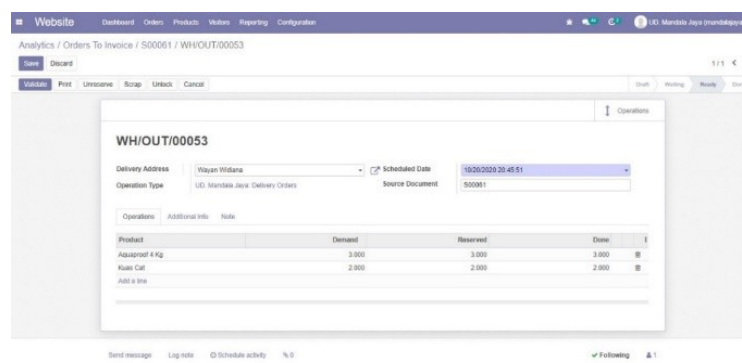 Website Dashboard Orders Products Visitors Reporting Configuration UD. Mandala Jaya (mandalajaya
Analytics / Orders To Invoice / S00061 / WH/OUT/00053
Save Discard 1 / 1
Validate Print Unreserve Scrap Unlock Cancel Draft Waiting Ready
Operations
WH/OUT/00053
Delivery Address Wayan Widiana Scheduled Date 10/20/2020 20:45:51
Operation Type UD. Mandala Jaya: Delivery Orders Source Document S00061
Operations Additional Info Note
Product Demand Reserved Done
Aquaproof 4 Kg 3.000 3.000 3.000
Kuas Cat 2.000 2.000 2.000
Add a line
Send message Log note Schedule activity 0 Following 1